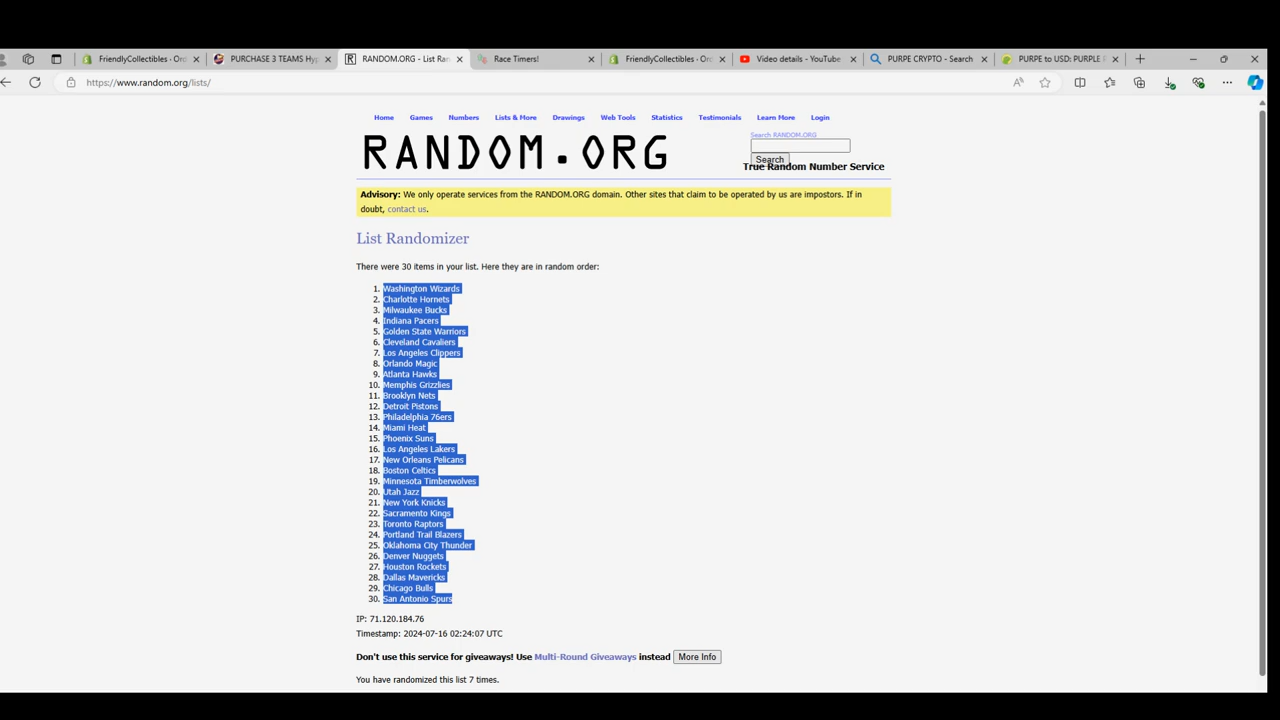 FriendlyCollectibles - Ord
PURCHASE 3 TEAMS Hyp
RANDOM.ORG - List Ran
Race Timers!
FriendlyCollectibles - Ord
Video details - YouTube
PURPE CRYPTO - Search
PURPE to USD: PURPLE P
https://www.random.org/lists/
Home Games Numbers Lists & More Drawings Web Tools Statistics Testimonials Learn More Login
RANDOM.ORG
Search RANDOM.ORG
Search
True Random Number Service
Advisory: We only operate services from the RANDOM.ORG domain. Other sites that claim to be operated by us are impostors. If in
doubt, contact us.
List Randomizer
There were 30 items in your list. Here they are in random order:
1. Washington Wizards
2. Charlotte Hornets
3. Milwaukee Bucks
4. Indiana Pacers
5. Golden State Warriors
6. Cleveland Cavaliers
7. Los Angeles Clippers
8. Orlando Magic
9. Atlanta Hawks
10. Memphis Grizzlies
11. Brooklyn Nets
12. Detroit Pistons
13. Philadelphia 76ers
14. Miami Heat
15. Phoenix Suns
16. Los Angeles Lakers
17. New Orleans Pelicans
18. Boston Celtics
19. Minnesota Timberwolves
20. Utah Jazz
21. New York Knicks
22. Sacramento Kings
23. Toronto Raptors
24. Portland Trail Blazers
25. Oklahoma City Thunder
26. Denver Nuggets
27. Houston Rockets
28. Dallas Mavericks
29. Chicago Bulls
30. San Antonio Spurs
IP: 71.120.184.76
Timestamp: 2024-07-16 02:24:07 UTC
Don't use this service for giveaways! Use Multi-Round Giveaways instead More Info
You have randomized this list 7 times.